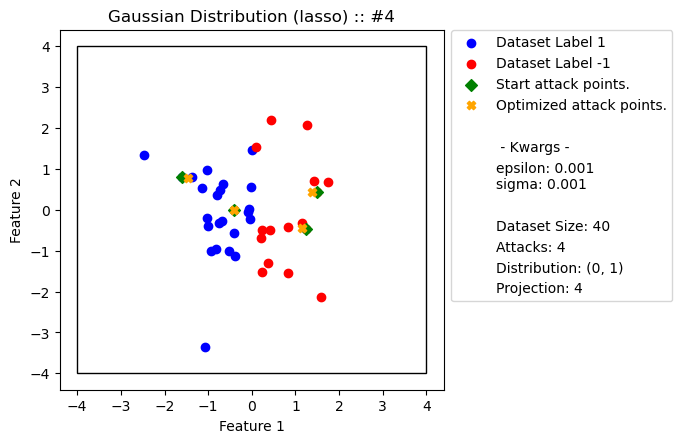 Gaussian Distribution (lasso) :: #4
4
3
2
1
0
−1
−2
−3
−4
Feature 2
−4 −3 −2 −1 0 1 2 3 4
Feature 1
Dataset Label 1
Dataset Label -1
Start attack points.
Optimized attack points.
- Kwargs -
epsilon: 0.001
sigma: 0.001
Dataset Size: 40
Attacks: 4
Distribution: (0, 1)
Projection: 4